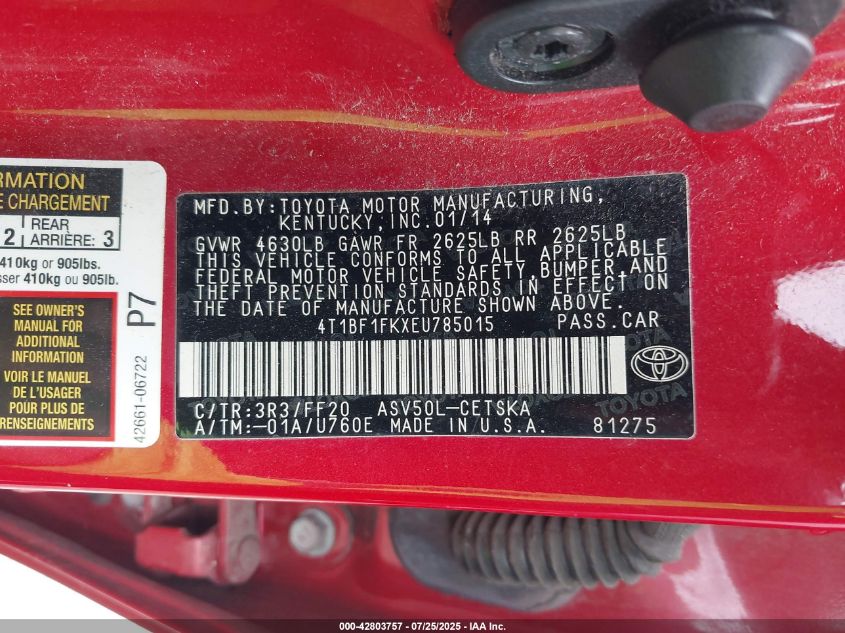 RMATION
E CHARGEMENT
2 REAR ARRIÈRE: 3
410kg or 905lbs.
sser 410kg ou 905lb.
SEE OWNER'S
MANUAL FOR
ADDITIONAL
INFORMATION
VOIR LE MANUEL
DE L'USAGER
POUR PLUS DE
RENSEIGNEMENTS
P7
42661-06722
MFD.BY:TOYOTA MOTOR MANUFACTURING,
KENTUCKY,INC.01/14
GVWR 4630LB GAWR FR 2625LB RR 2625LB
THIS VEHICLE CONFORMS TO ALL APPLICABLE
FEDERAL MOTOR VEHICLE SAFETY,BUMPER,AND
THEFT PREVENTION STANDARDS IN EFFECT ON
THE DATE OF MANUFACTURE SHOWN ABOVE.
4T1BF1FKXEU785015 PASS.CAR
TOYOTA
C/TR:3R3/FF20 ASV50L-CETSKA
A/TM:-01A/U760E MADE IN U.S.A. 81275
000-42803757 - 07/25/2025 - IAA Inc.